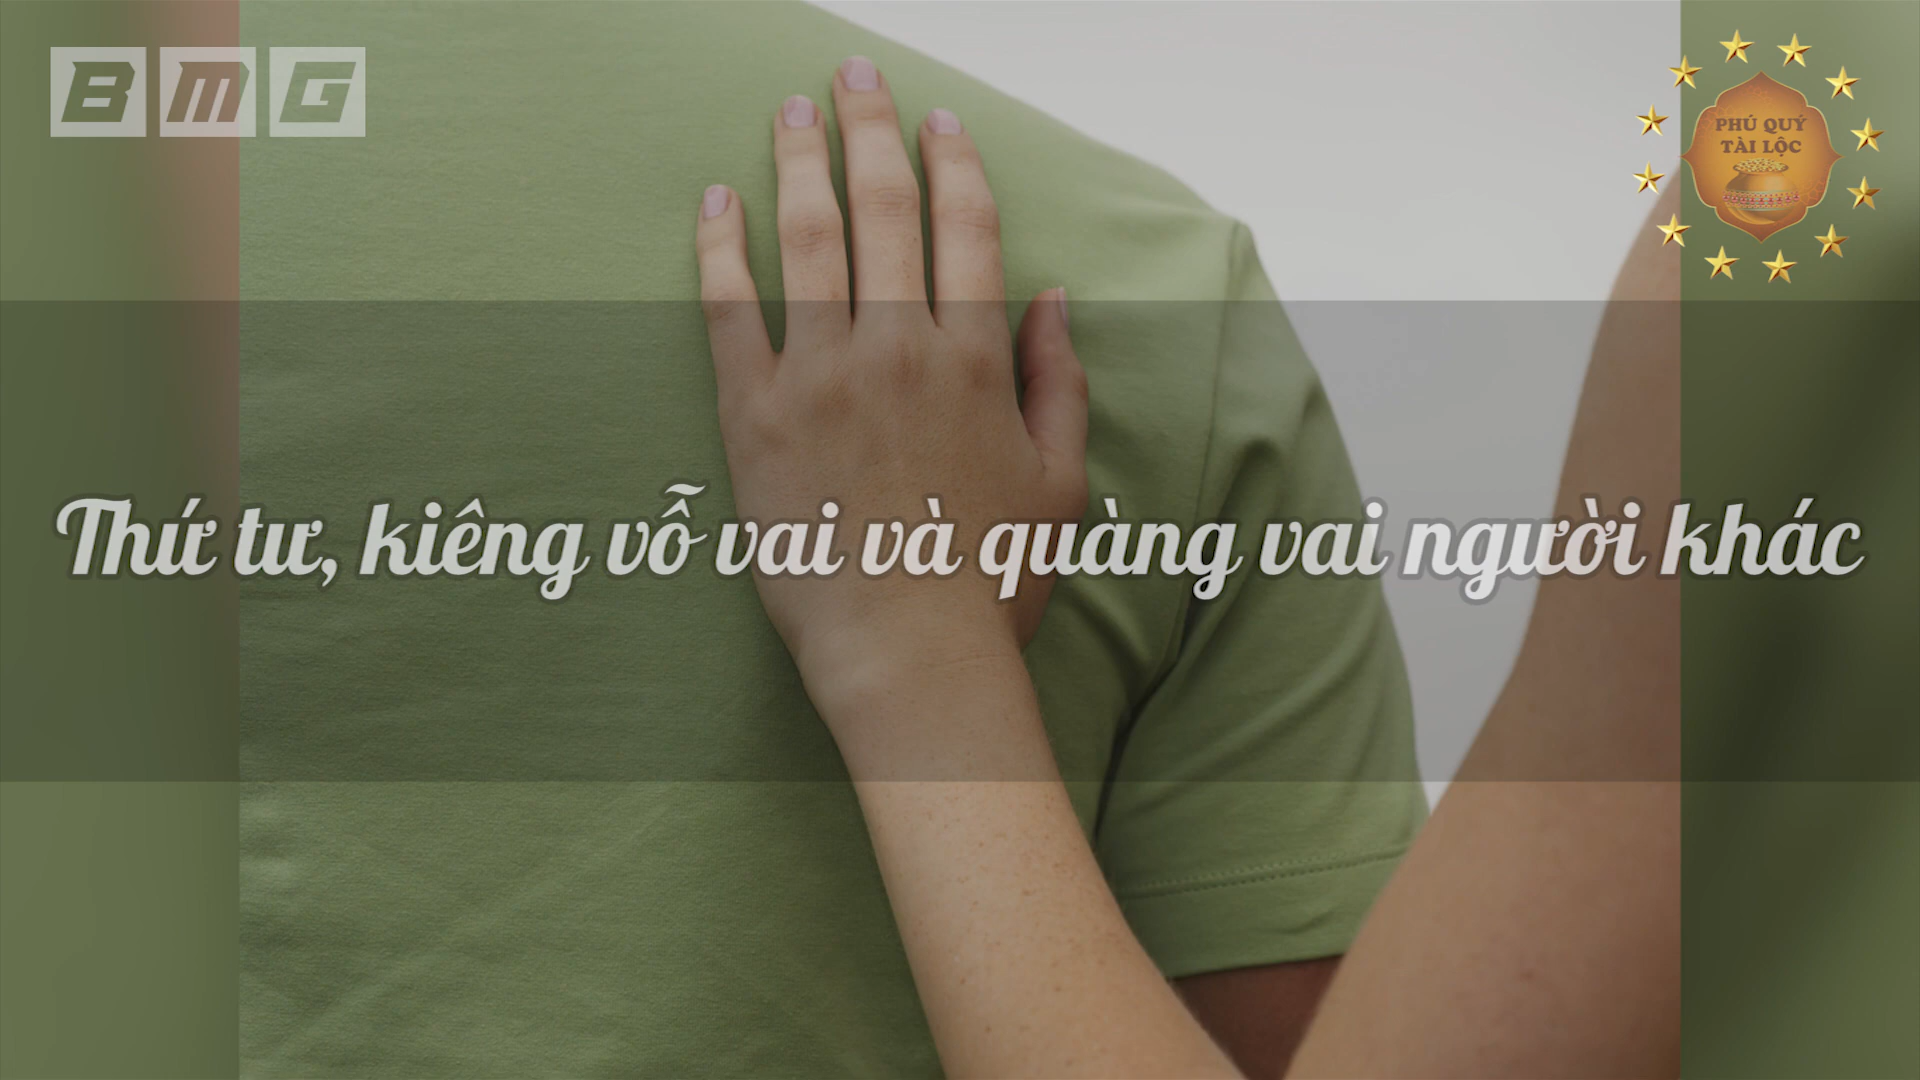 BMG
PHÚ QUÝ
TÀI LỘC
Thứ tư, kiêng vỗ vai và quàng vai người khác